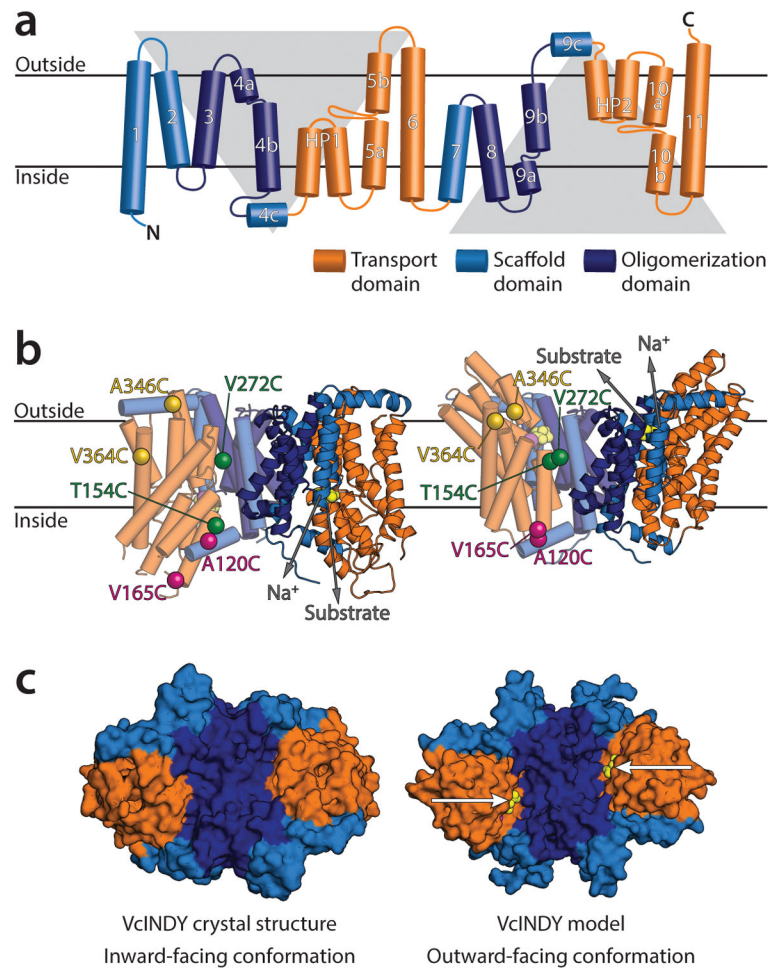 a
C
Outside
9c
5b
4a
10
a
HP2
1
2
3
6
9b
11
4b
HP1
5a
7
8
10
b
Inside
9a
4c
N
Transport
domain
Scaffold
domain
Oligomerization
domain
b
A346C
V272C
Outside
V364C
T154C
Inside
A120C
V165C
Na⁺
Substrate
Na⁺
Substrate
A346C
V272C
V364C
T154C
V165C
A120C
c
VcINDY crystal structure
Inward-facing conformation
VcINDY model
Outward-facing conformation